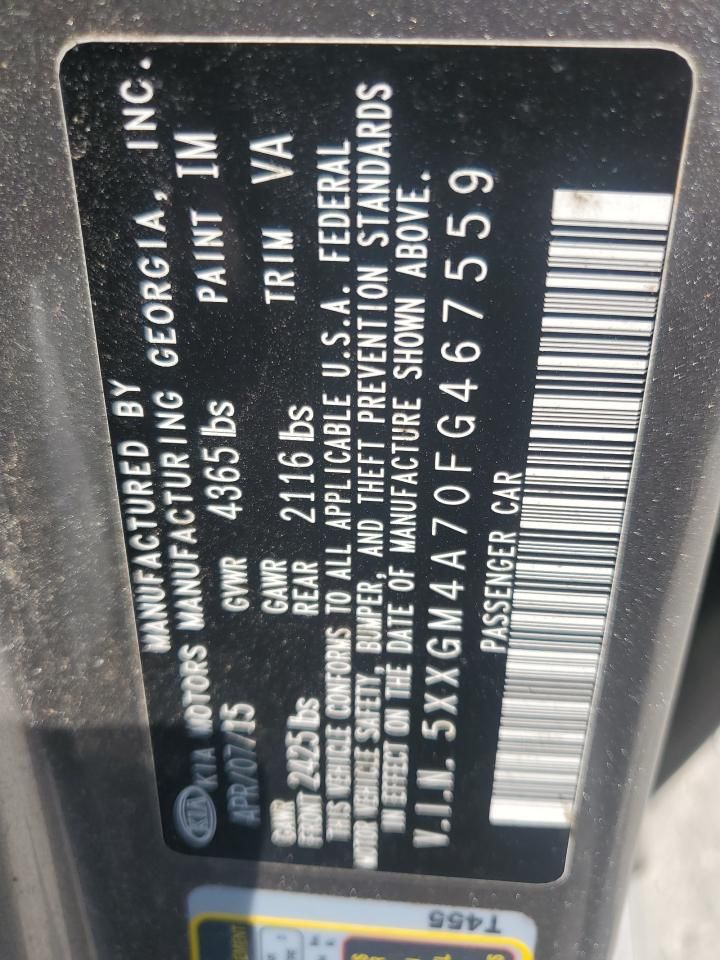 MANUFACTURED BY
KIA KIA MOTORS MANUFACTURING GEORGIA, INC.
APR/07/15 GVWR 4365 lbs PAINT IM
GAWR FRONT 2425 lbs GAWR REAR 2116 lbs TRIM VA
THIS VEHICLE CONFORMS TO ALL APPLICABLE U.S.A. FEDERAL
MOTOR VEHICLE SAFETY, BUMPER, AND THEFT PREVENTION STANDARDS
IN EFFECT ON THE DATE OF MANUFACTURE SHOWN ABOVE.
V.I.N. 5XXGM4A70FG467559
PASSENGER CAR
T455